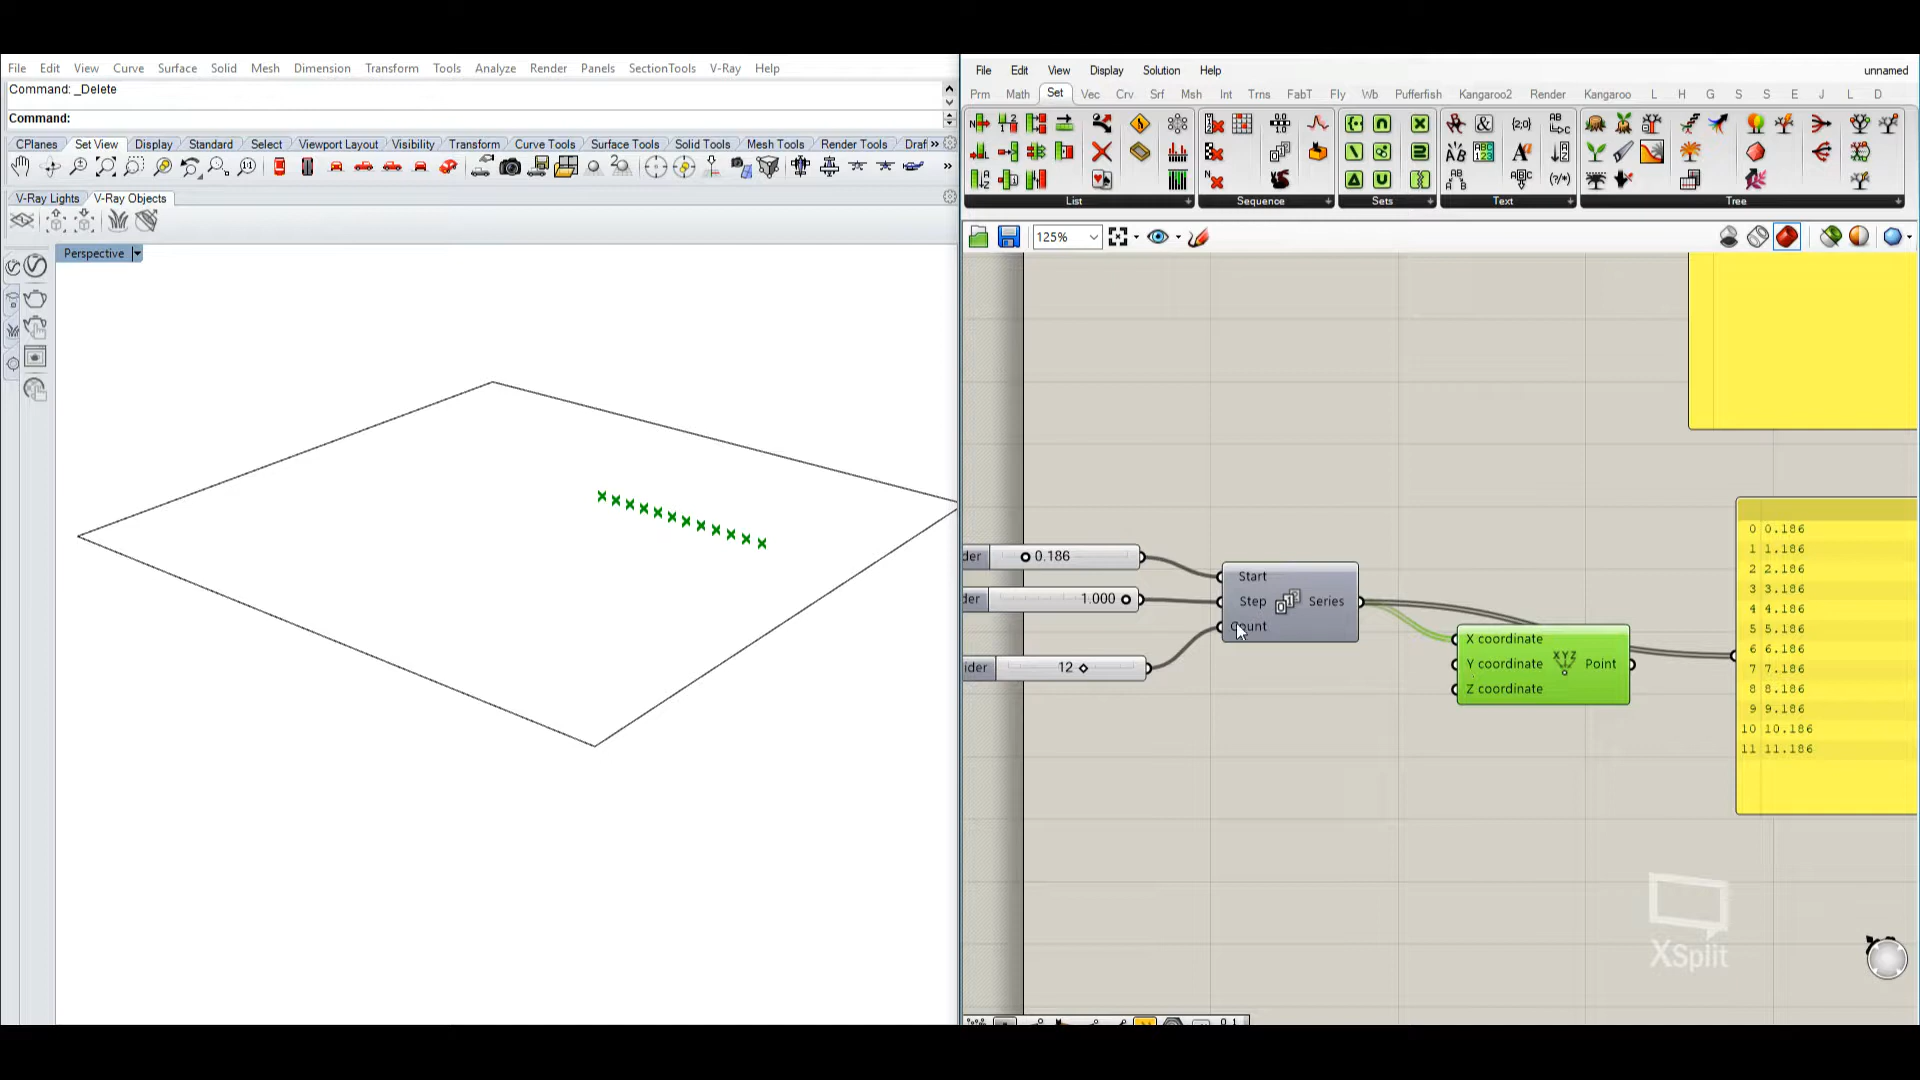 File Edit View Curve Surface Solid Mesh Dimension Transform Tools Analyze Render Panels SectionTools V-Ray Help
Command: _Delete
Command:
CPlanes Set View Display Standard Select Viewport Layout Visibility Transform Curve Tools Surface Tools Solid Tools Mesh Tools Render Tools Draf
V-Ray Lights V-Ray Objects
Perspective
File Edit View Display Solution Help unnamed
Prm Math Set Vec Crv Srf Msh Int Trns FabT Fly Wb Pufferfish Kangaroo2 Render Kangaroo L H G S S E J L D
List Sequence Sets Text Tree
125%
der 0.186
der 1.000
ider 12
Start
Step Series
Count
X coordinate
Y coordinate XYZ Point
Z coordinate
0 0.186
1 1.186
2 2.186
3 3.186
4 4.186
5 5.186
6 6.186
7 7.186
8 8.186
9 9.186
10 10.186
11 11.186
XSplit